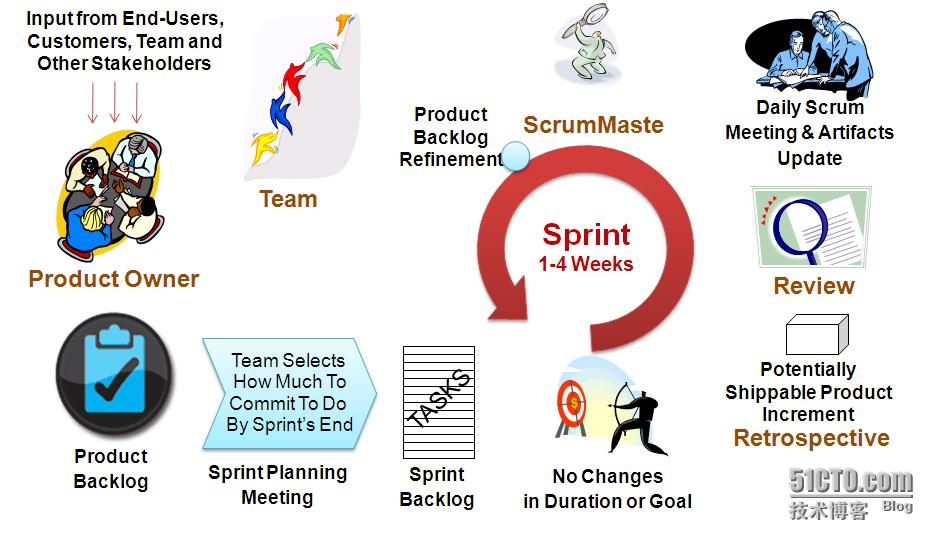 Input from End-Users,
Customers, Team and
Other Stakeholders
Team
Product Owner
Product
Backlog
Refinement
ScrumMaste
Sprint
1-4 Weeks
Daily Scrum
Meeting & Artifacts
Update
Review
Product
Backlog
Team Selects
How Much To
Commit To Do
By Sprint's End
Sprint Planning
Meeting
TASKS
Sprint
Backlog
$
No Changes
in Duration or Goal
Potentially
Shippable Product
Increment
Retrospective
51CTO.com
技术博客 Blog